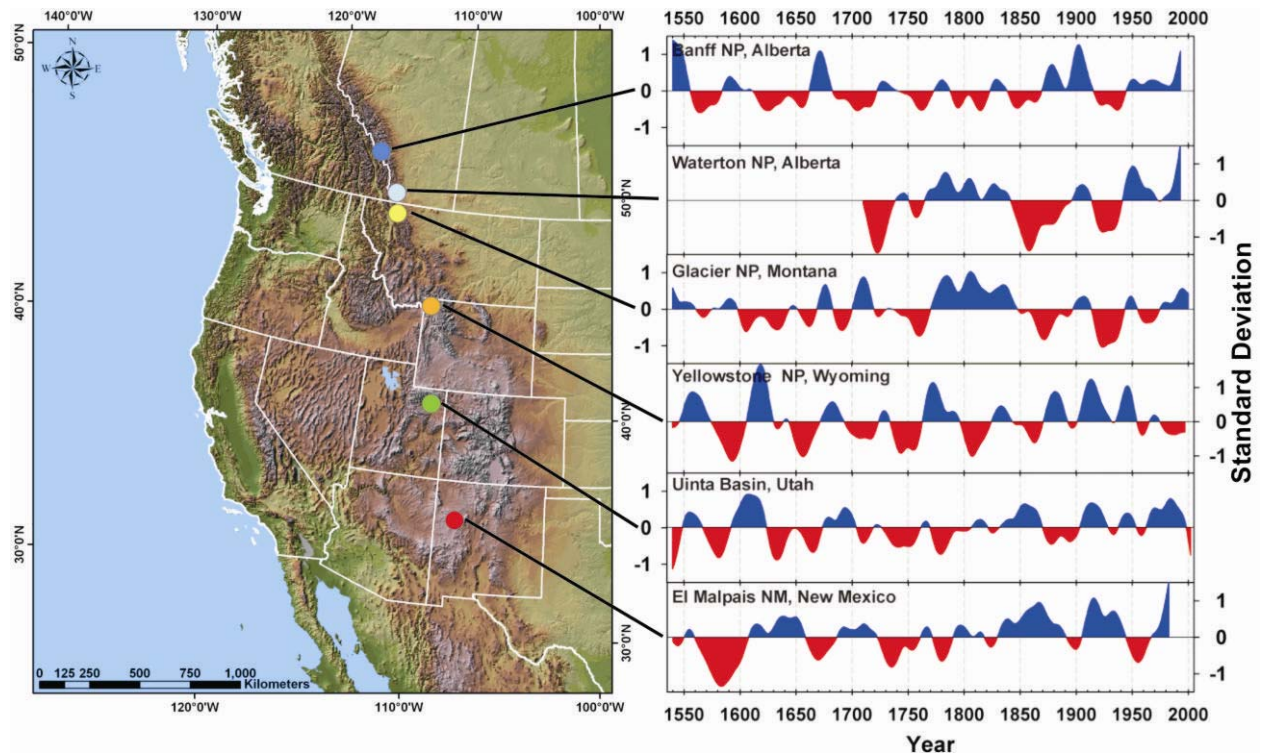 140°0'W 130°0'W 120°0'W 110°0'W 100°0'W
50°0'N
N
W E
S
50°0'N
40°0'N
40°0'N
30°0'N
30°0'N
0 125 250 500 750 1,000
Kilometers
120°0'W 110°0'W 100°0'W
1550 1600 1650 1700 1750 1800 1850 1900 1950 2000
Banff NP, Alberta
1
0
-1
Waterton NP, Alberta
1
0
-1
Glacier NP, Montana
1
0
-1
Yellowstone NP, Wyoming
1
0
-1
Uinta Basin, Utah
1
0
-1
El Malpais NM, New Mexico
1
0
-1
1550 1600 1650 1700 1750 1800 1850 1900 1950 2000
Year
Standard Deviation